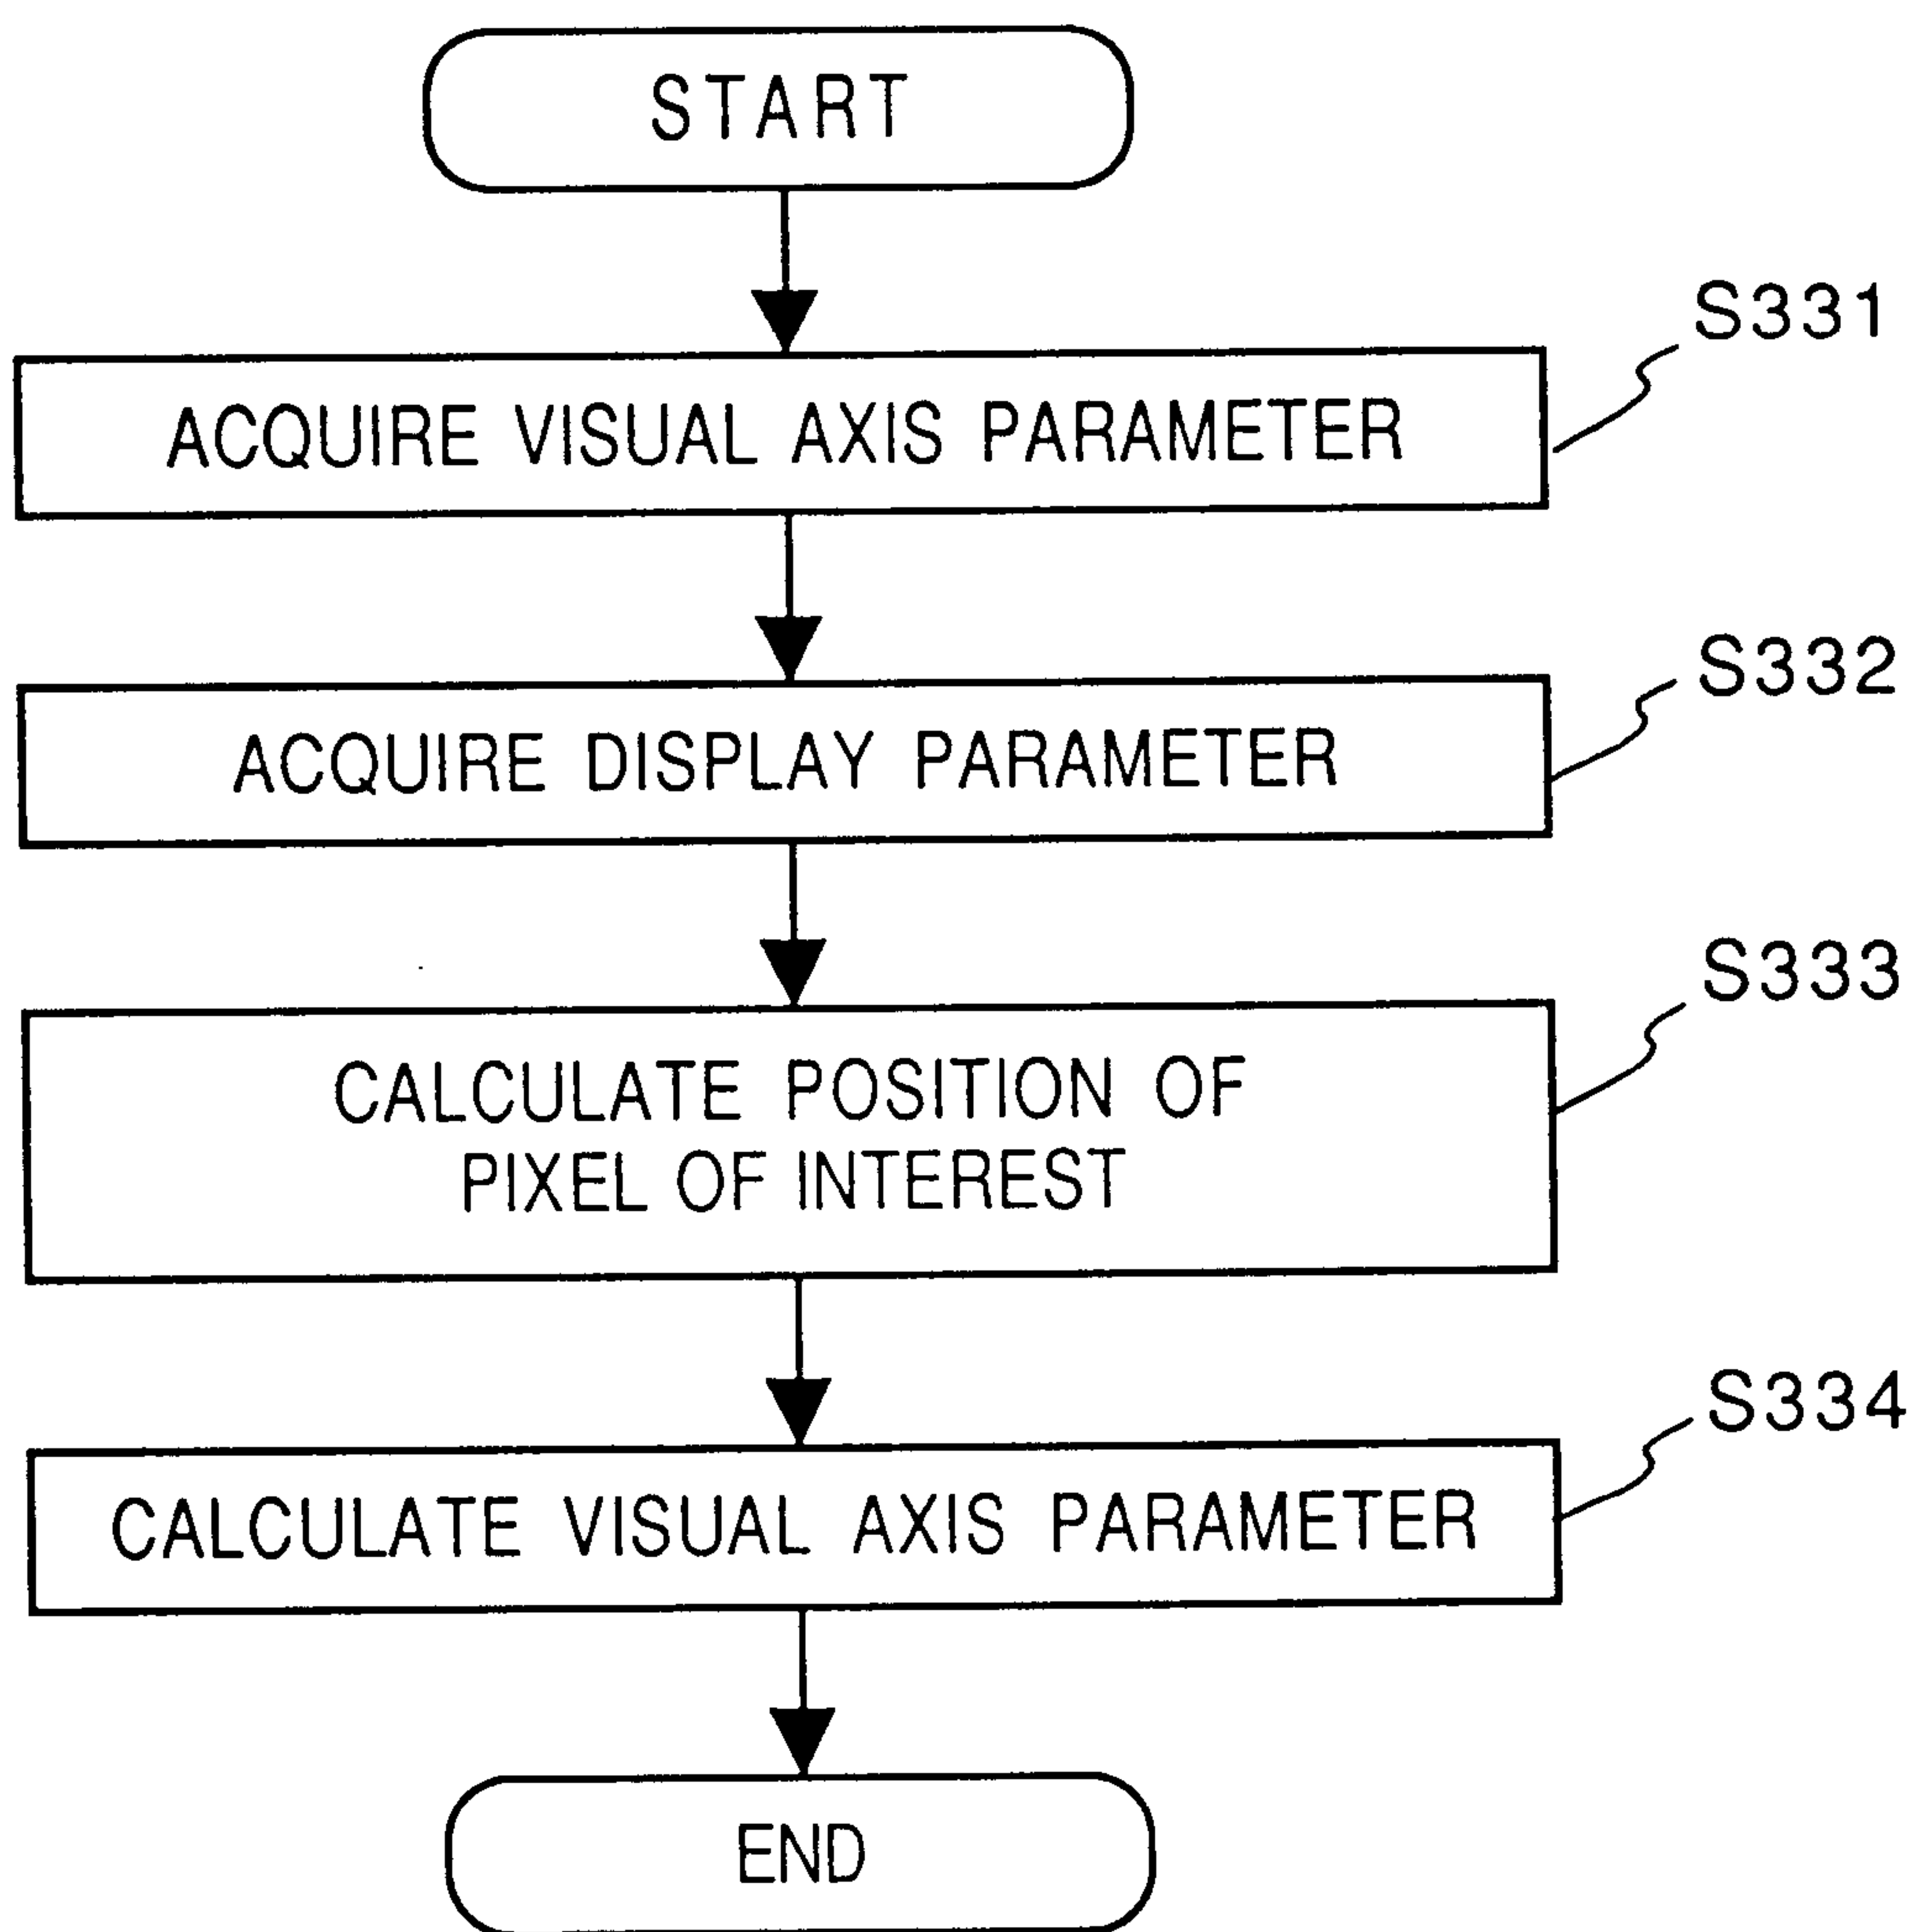 START
S331
ACQUIRE VISUAL AXIS PARAMETER
S332
ACQUIRE DISPLAY PARAMETER
S333
CALCULATE POSITION OF
PIXEL OF INTEREST
S334
CALCULATE VISUAL AXIS PARAMETER
END